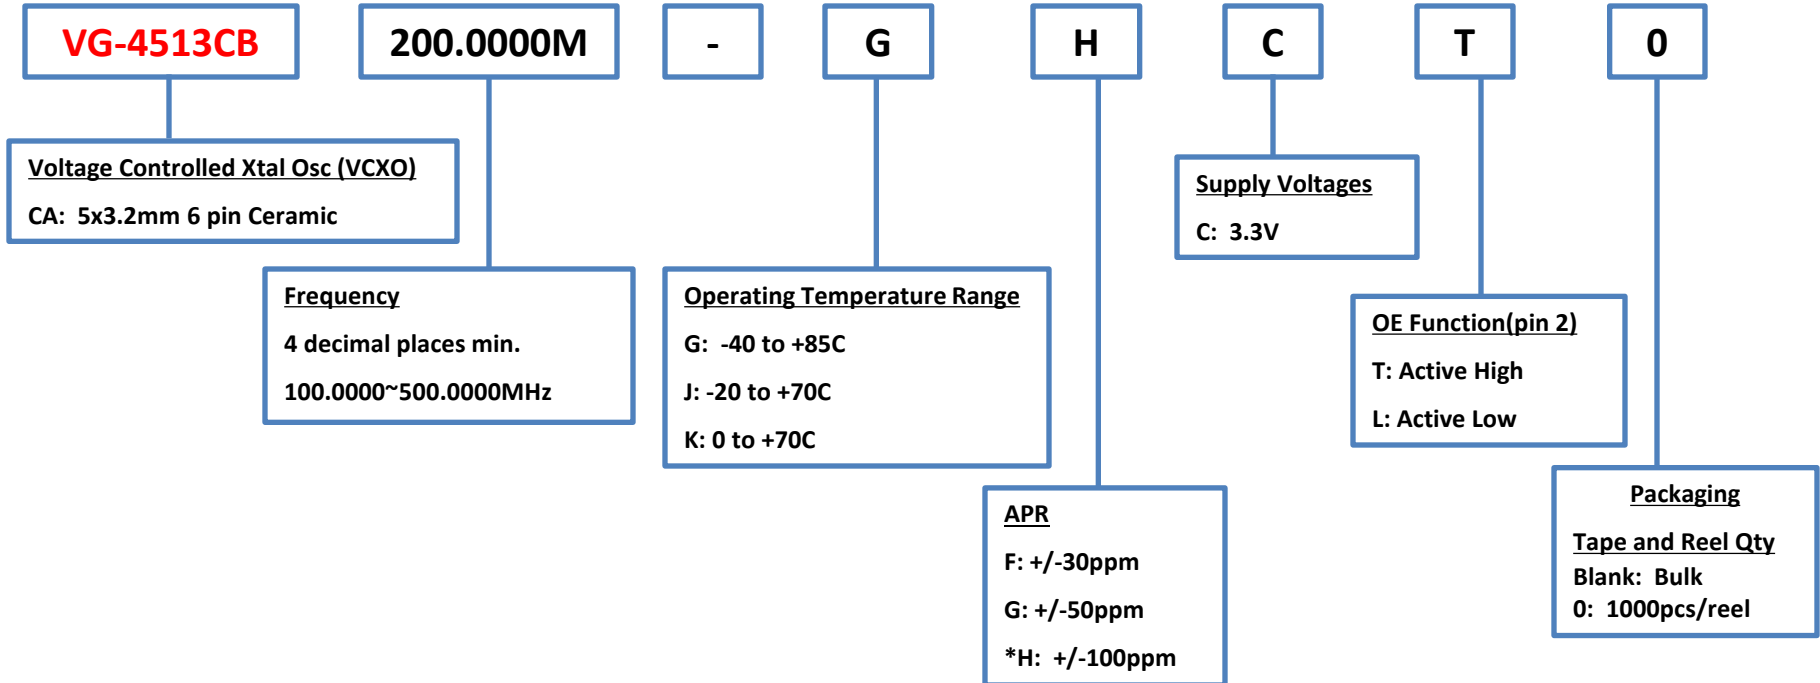 VG-4513CB 200.0000M - G H C T 0
Voltage Controlled Xtal Osc (VCXO)
CA: 5x3.2mm 6 pin Ceramic
Frequency
4 decimal places min.
100.0000~500.0000MHz
Operating Temperature Range
G: -40 to +85C
J: -20 to +70C
K: 0 to +70C
APR
F: +/-30ppm
G: +/-50ppm
*H: +/-100ppm
Supply Voltages
C: 3.3V
OE Function(pin 2)
T: Active High
L: Active Low
Packaging
Tape and Reel Qty
Blank: Bulk
0: 1000pcs/reel